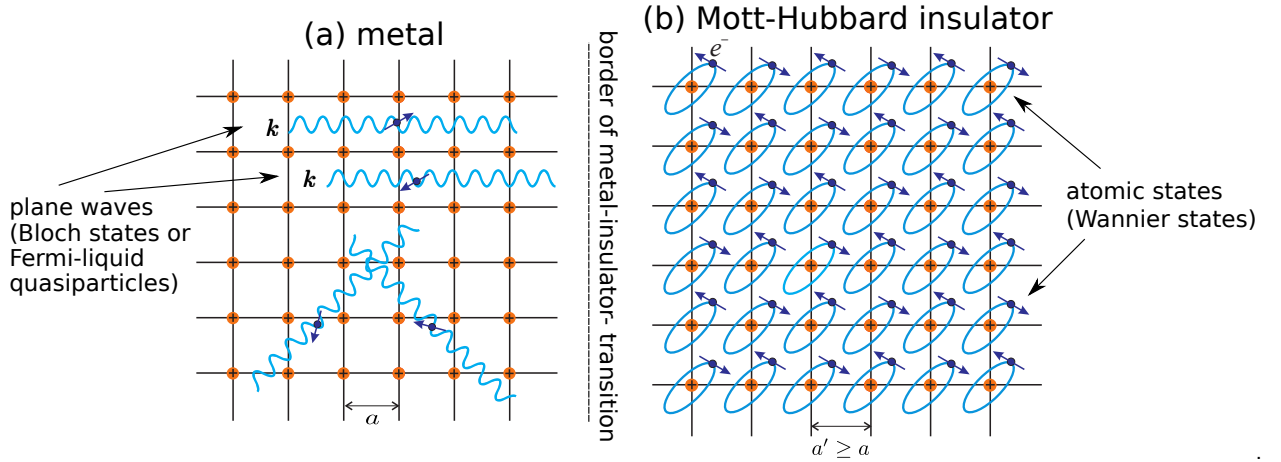 (a) metal
k
k
plane waves
(Bloch states or
Fermi-liquid
quasiparticles)
a
border of metal-insulator- transition
(b) Mott-Hubbard insulator
e⁻
atomic states
(Wannier states)
a′ ≥ a
.